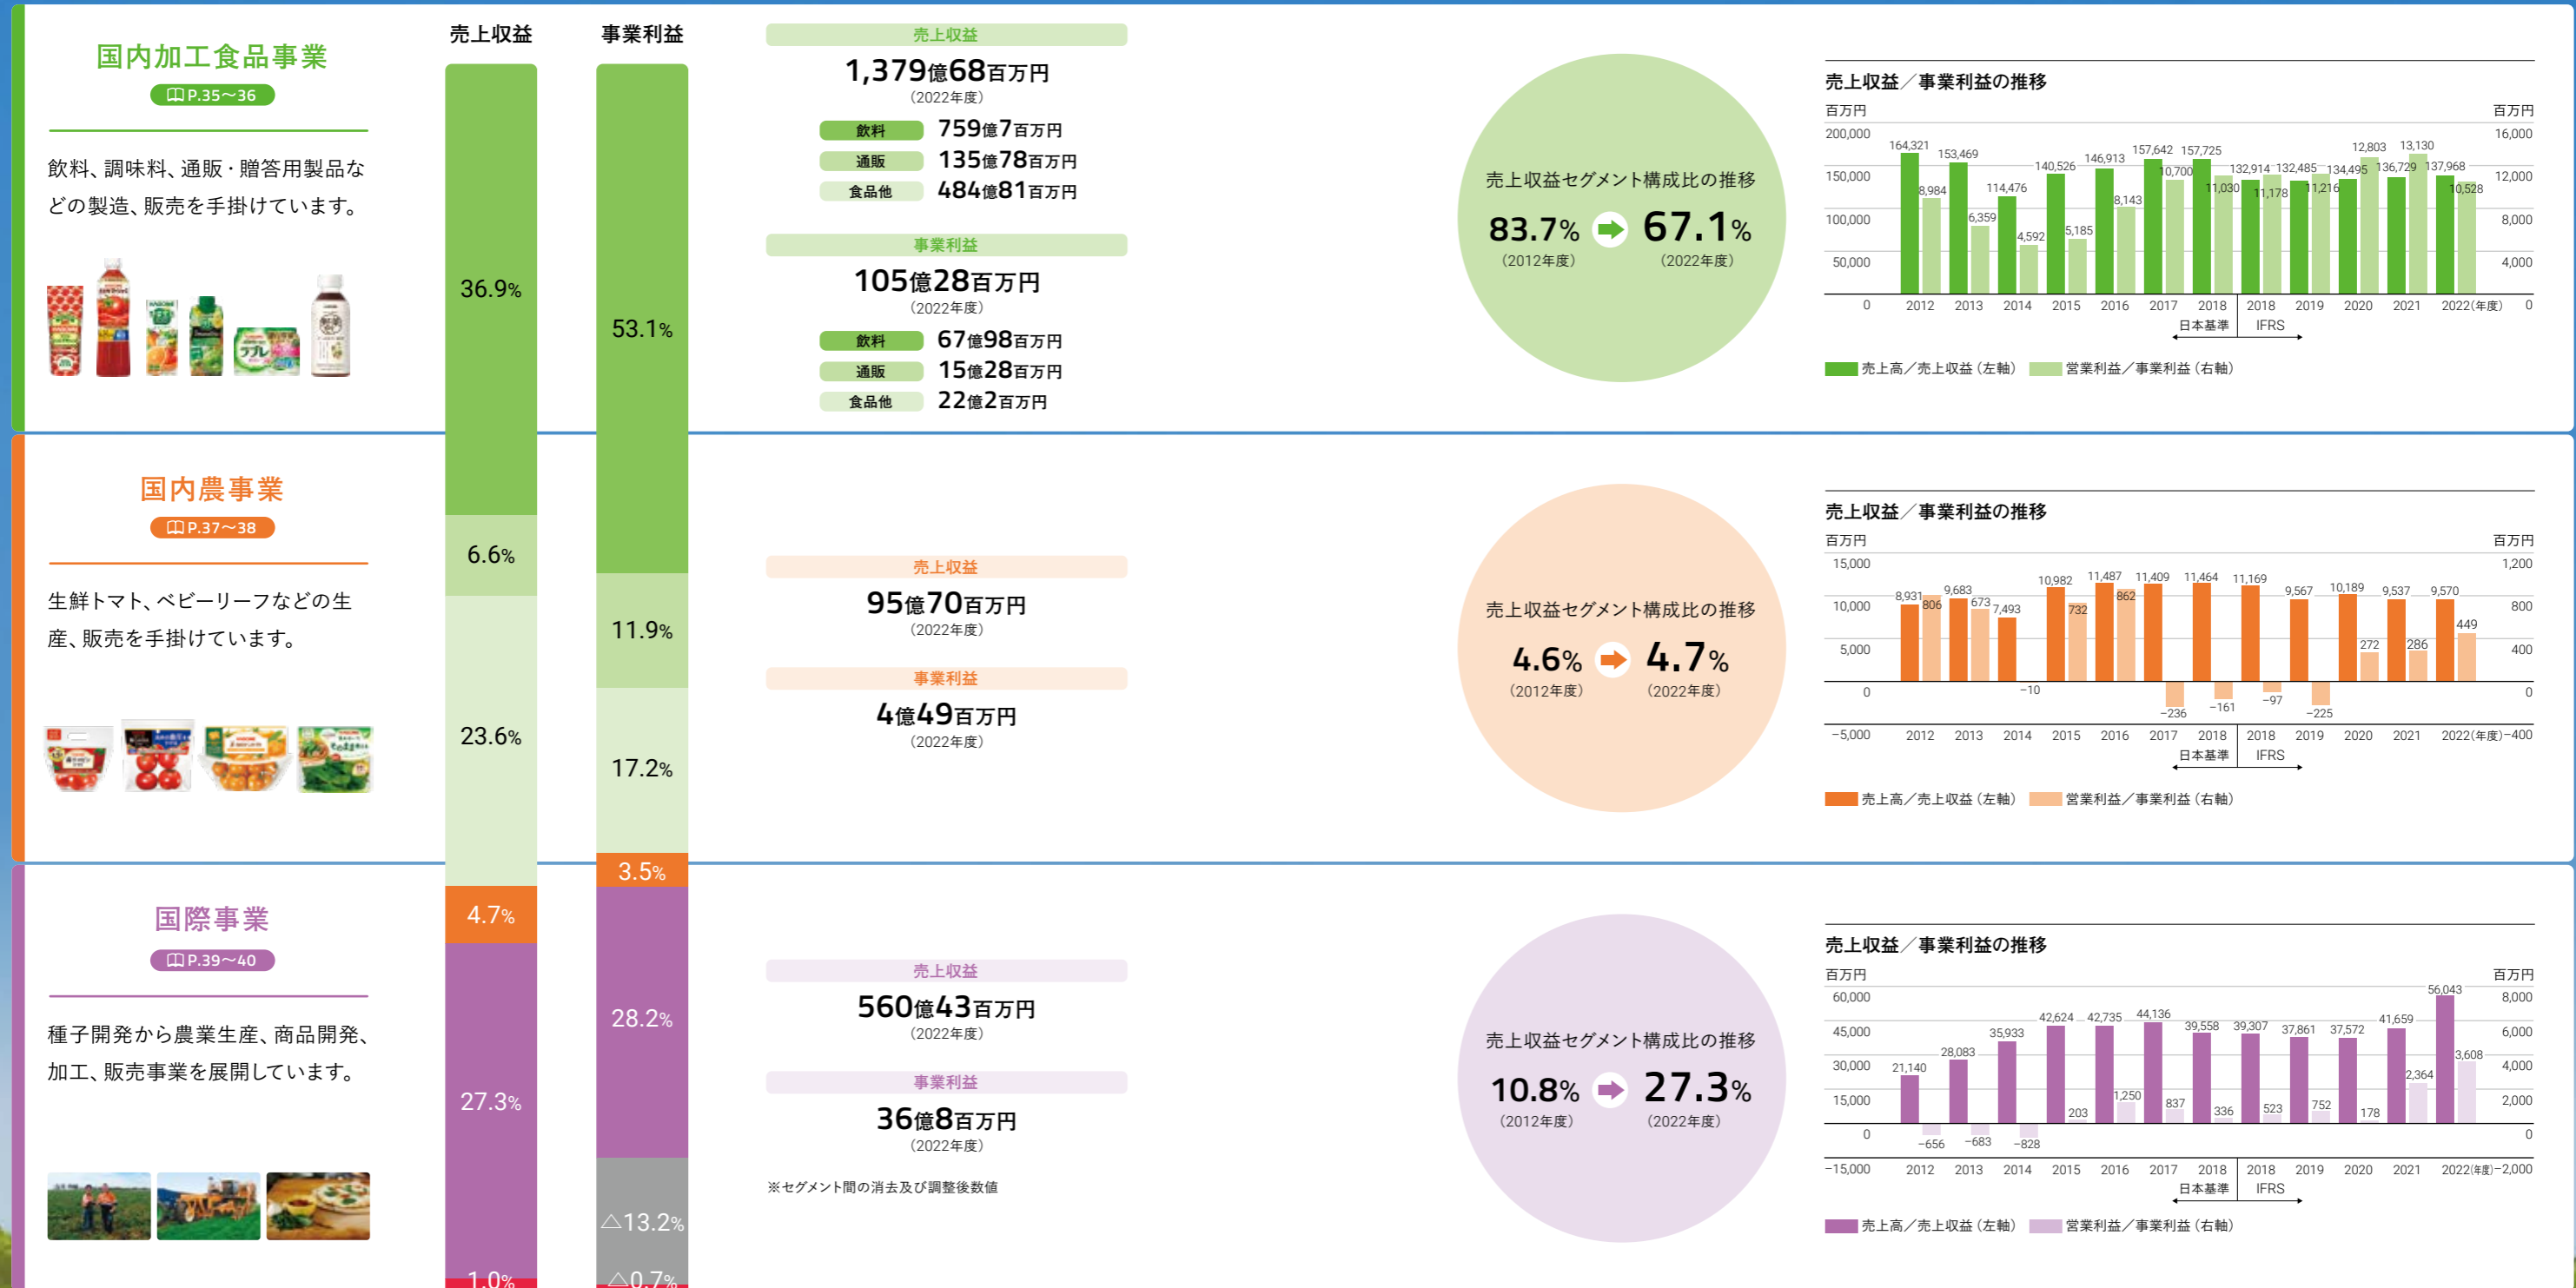 国内加工食品事業
P.35～36
飲料、調味料、通販・贈答用製品な
どの製造、販売を手掛けています。
売上収益
事業利益
36.9%
6.6%
23.6%
4.7%
27.3%
1.0%
53.1%
11.9%
17.2%
3.5%
28.2%
△13.2%
△0.7%
売上収益
1,379億68百万円
（2022年度）
飲料 759億7百万円
通販 135億78百万円
食品他 484億81百万円
事業利益
105億28百万円
（2022年度）
飲料 67億98百万円
通販 15億28百万円
食品他 22億2百万円
売上収益セグメント構成比の推移
83.7% 67.1%
（2012年度） （2022年度）
売上収益／事業利益の推移
百万円 百万円
200,000 16,000
150,000 12,000
100,000 8,000
50,000 4,000
0 0
164,321 153,469 114,476 140,526 146,913 157,642 157,725 132,914 132,485 134,495 136,729 137,968
8,984 6,359 4,592 5,185 8,143 10,700 11,030 11,178 11,216 12,803 13,130 10,528
2012 2013 2014 2015 2016 2017 2018 2018 2019 2020 2021 2022（年度）
日本基準 IFRS
売上高／売上収益（左軸） 営業利益／事業利益（右軸）
国内農事業
P.37～38
生鮮トマト、ベビーリーフなどの生
産、販売を手掛けています。
売上収益
95億70百万円
（2022年度）
事業利益
4億49百万円
（2022年度）
売上収益セグメント構成比の推移
4.6% 4.7%
（2012年度） （2022年度）
売上収益／事業利益の推移
百万円 百万円
15,000 1,200
10,000 800
5,000 400
0 0
−5,000 −400
8,931 9,683 7,493 10,982 11,487 11,409 11,464 11,169 9,567 10,189 9,537 9,570
806 673 −10 732 862 −236 −161 −97 −225 272 286 449
2012 2013 2014 2015 2016 2017 2018 2018 2019 2020 2021 2022（年度）
日本基準 IFRS
売上高／売上収益（左軸） 営業利益／事業利益（右軸）
国際事業
P.39～40
種子開発から農業生産、商品開発、
加工、販売事業を展開しています。
売上収益
560億43百万円
（2022年度）
事業利益
36億8百万円
（2022年度）
※セグメント間の消去及び調整後数値
売上収益セグメント構成比の推移
10.8% 27.3%
（2012年度） （2022年度）
売上収益／事業利益の推移
百万円 百万円
60,000 8,000
45,000 6,000
30,000 4,000
15,000 2,000
0 0
−15,000 −2,000
21,140 28,083 35,933 42,624 42,735 44,136 39,558 39,307 37,861 37,572 41,659 56,043
−656 −683 −828 203 1,250 837 336 523 752 178 2,364 3,608
2012 2013 2014 2015 2016 2017 2018 2018 2019 2020 2021 2022（年度）
日本基準 IFRS
売上高／売上収益（左軸） 営業利益／事業利益（右軸）
ラブレ